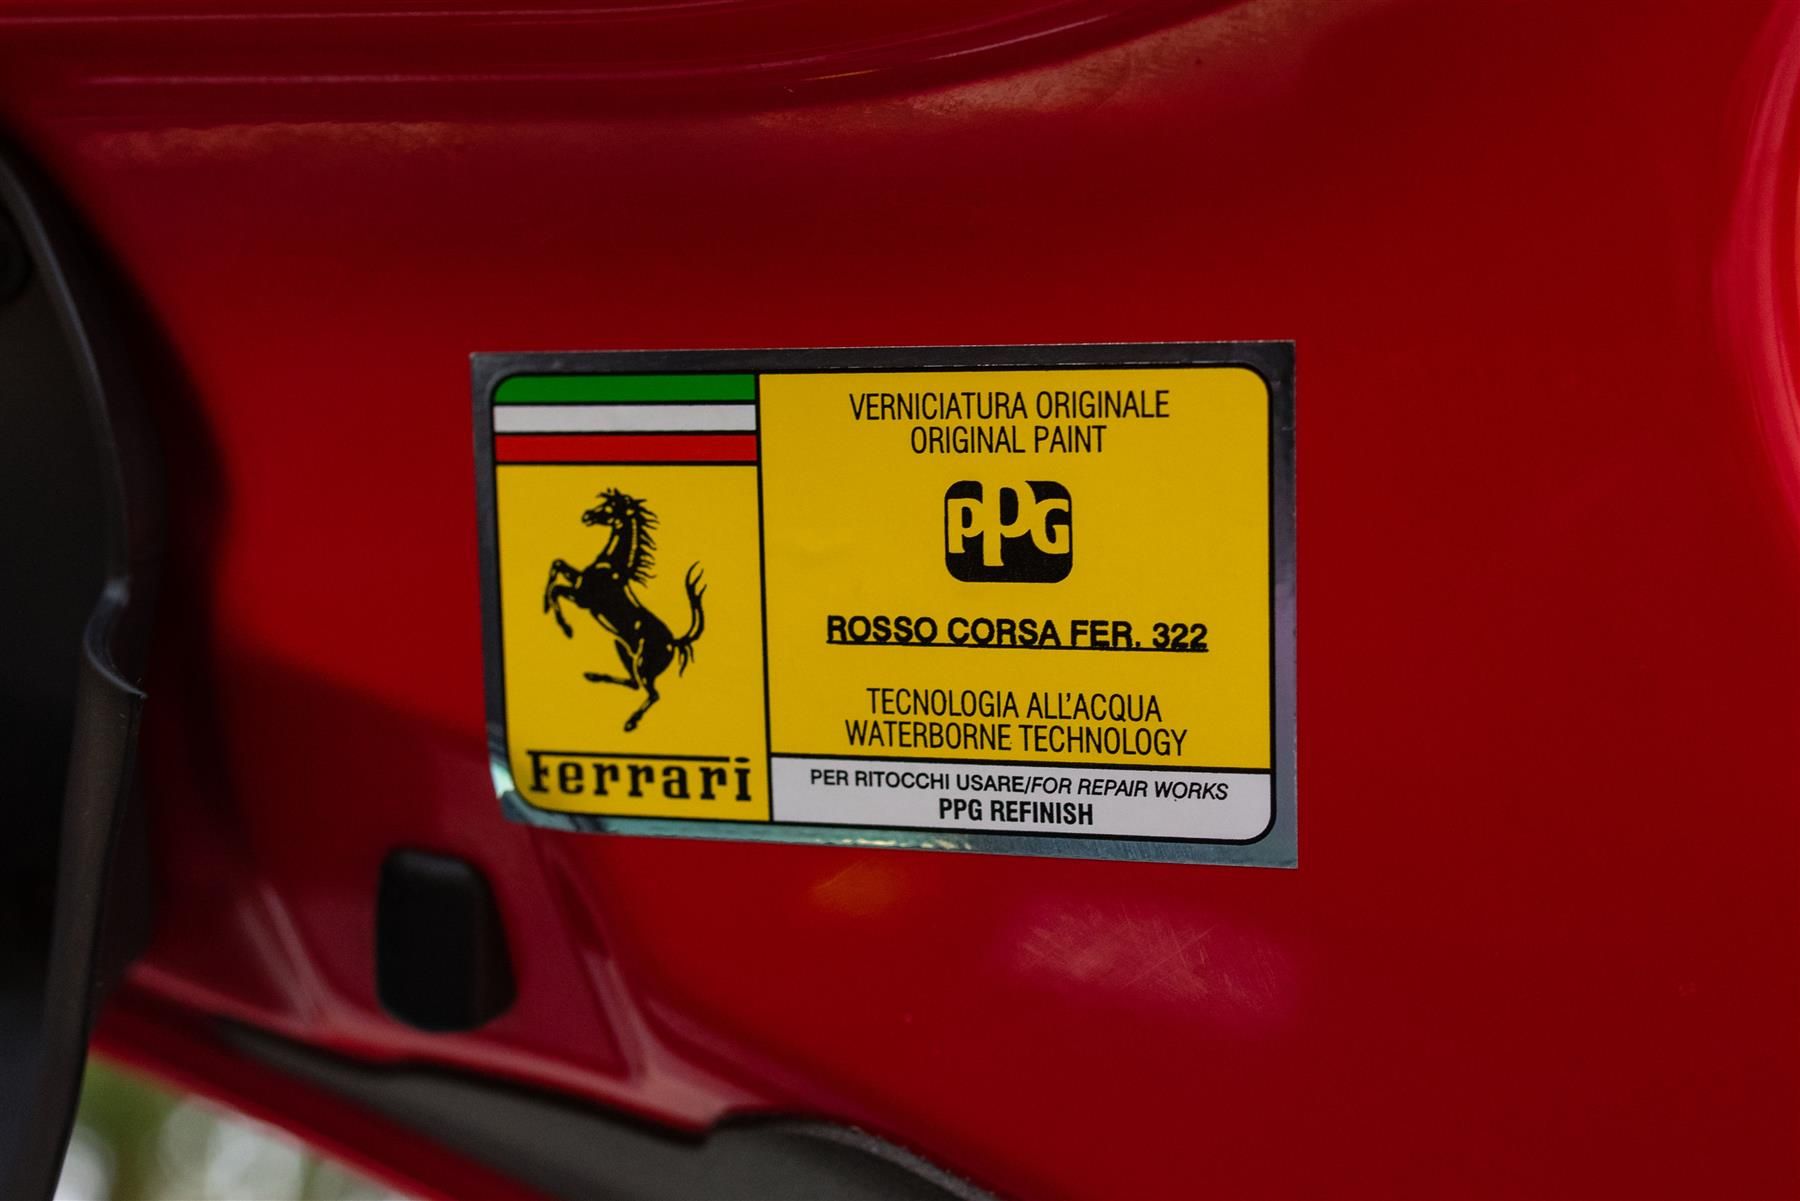 Ferrari
VERNICIATURA ORIGINALE
ORIGINAL PAINT
PPG
ROSSO CORSA FER. 322
TECNOLOGIA ALL'ACQUA
WATERBORNE TECHNOLOGY
PER RITOCCHI USARE/FOR REPAIR WORKS
PPG REFINISH